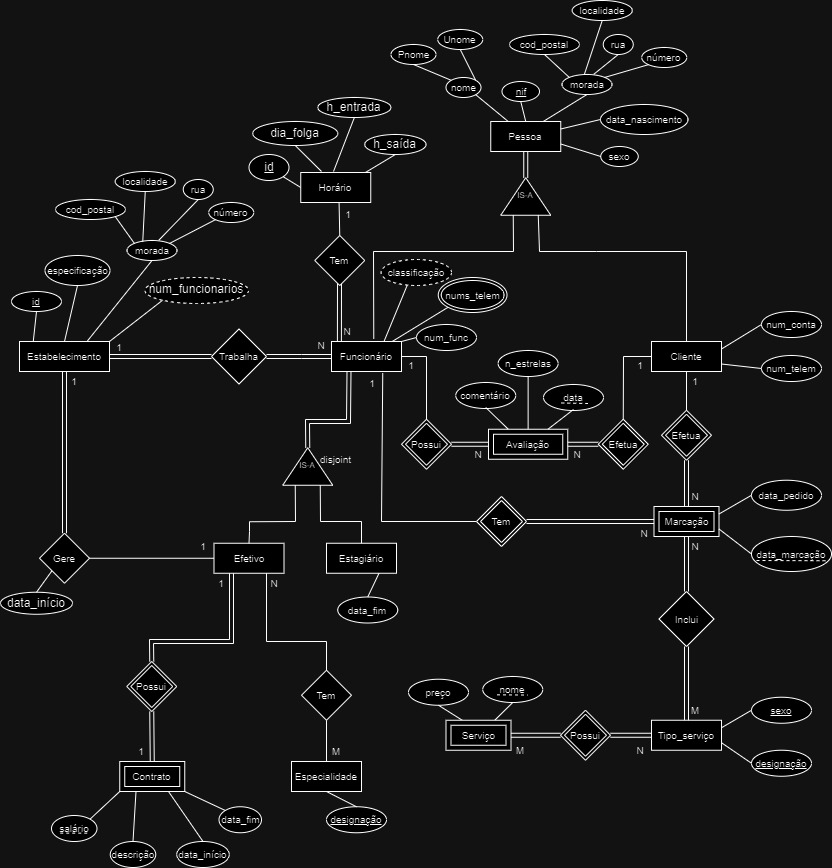 localidade
Unome
cod_postal
rua
Pnome
número
nome
nif
morada
h_entrada
data_nascimento
dia_folga
Pessoa
h_saída
sexo
id
Horário
IS-A
localidade
rua
cod_postal
número
1
morada
Tem
especificação
classificação
num_funcionarios
nums_telem
id
num_conta
N
num_func
1
N
Estabelecimento
Trabalha
Funcionário
n_estrelas
Cliente
1
1
1
num_telem
1
1
comentário
data
Possui
Avaliação
Efetua
Efetua
N
N
disjoint
IS-A
N
data_pedido
Tem
Marcação
N
N
1
data_marcação
Gere
Efetivo
Estagiário
1
N
data_início
data_fim
Inclui
Possui
Tem
preço
nome
M
sexo
Serviço
Possui
Tipo_serviço
M
N
1
M
Contrato
Especialidade
designação
salário
data_fim
designação
descrição
data_início